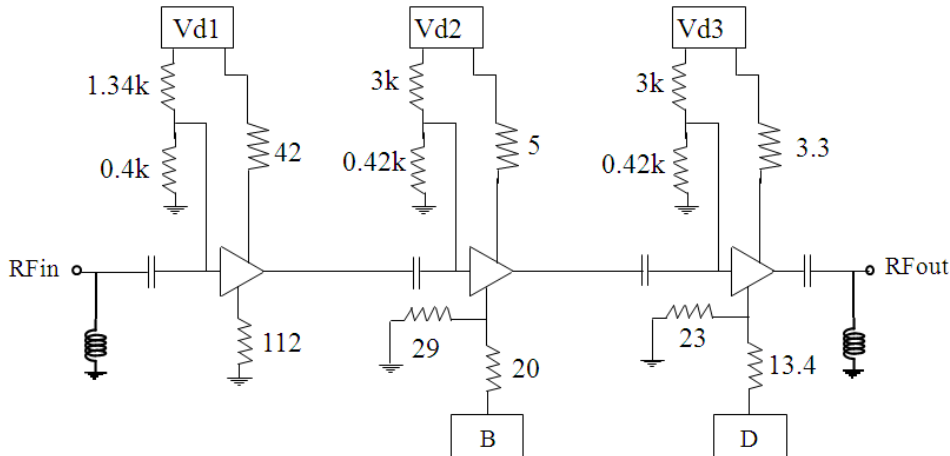 Vd1 Vd2 Vd3
1.34k 3k 3k
0.4k 42 0.42k 5 0.42k 3.3
RFin RFout
112 29 20 23 13.4
B D